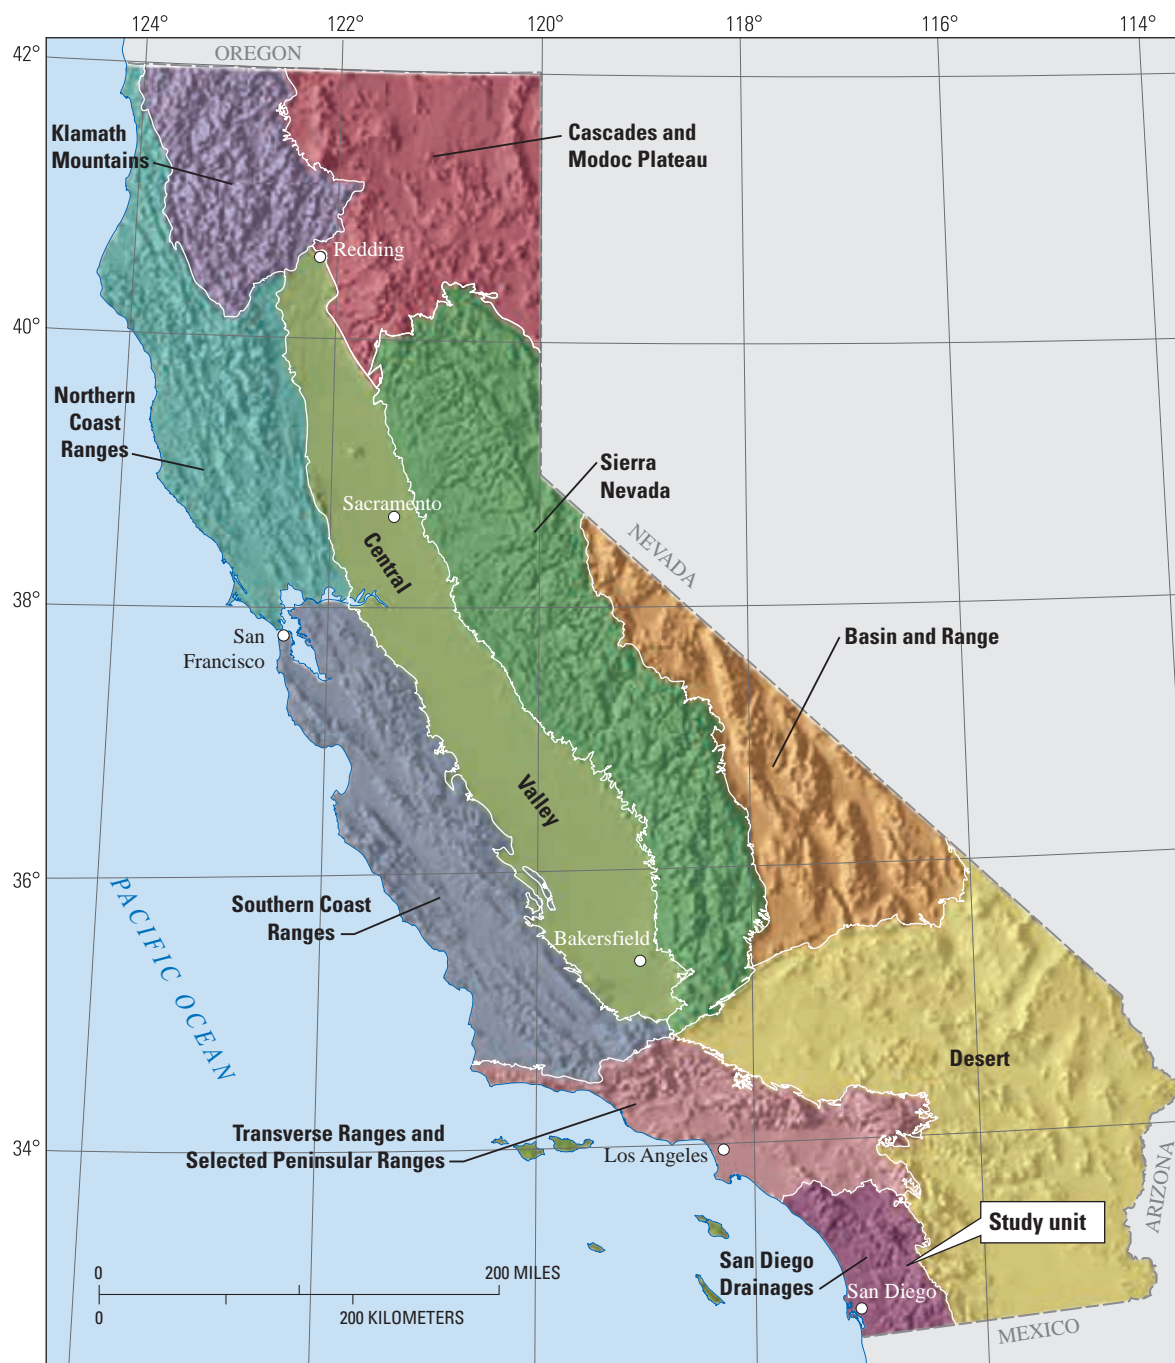 124°
122°
120°
118°
116°
114°
42°
OREGON
Klamath
Mountains
Cascades and
Modoc Plateau
Redding
40°
Northern
Coast
Ranges
Sierra
Nevada
Sacramento
Central
NEVADA
38°
San
Francisco
Basin and Range
Valley
36°
PACIFIC OCEAN
Southern Coast
Ranges
Bakersfield
Desert
34°
Transverse Ranges and
Selected Peninsular Ranges
Los Angeles
ARIZONA
Study unit
San Diego
Drainages
San Diego
0
200 MILES
0
200 KILOMETERS
MEXICO